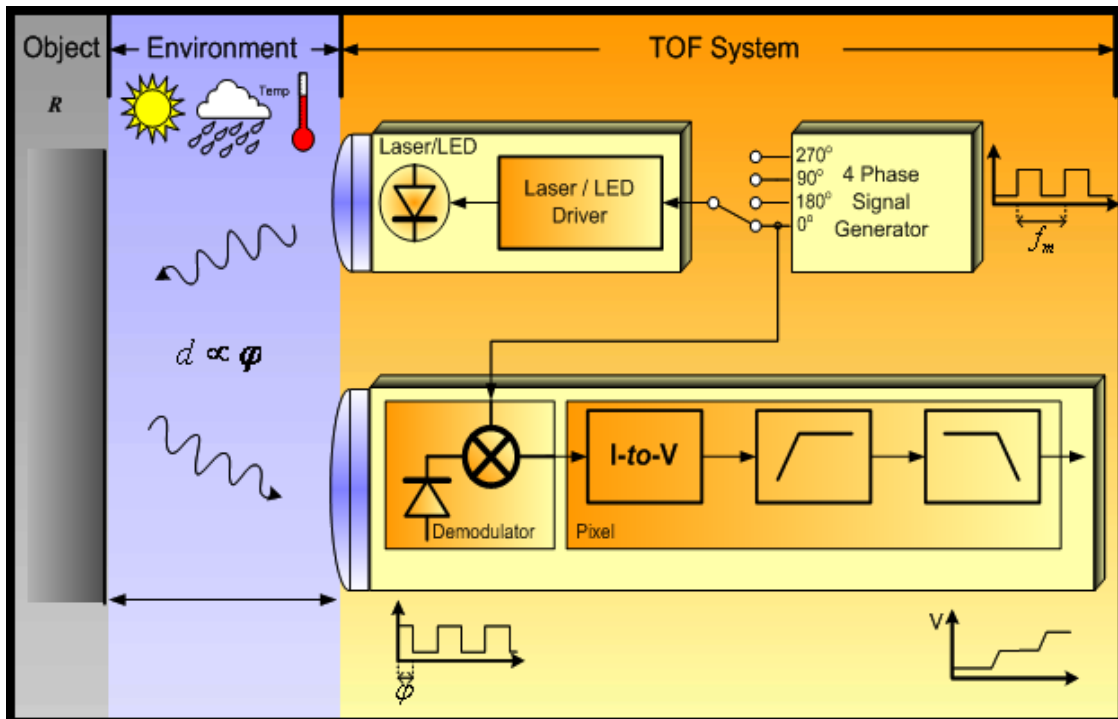 Object
Environment
TOF System
R
Temp
Laser/LED
Laser / LED
Driver
270°
90°
180°
0°
4 Phase
Signal
Generator
fm
d ∝ φ
I-to-V
Demodulator
Pixel
φ
V